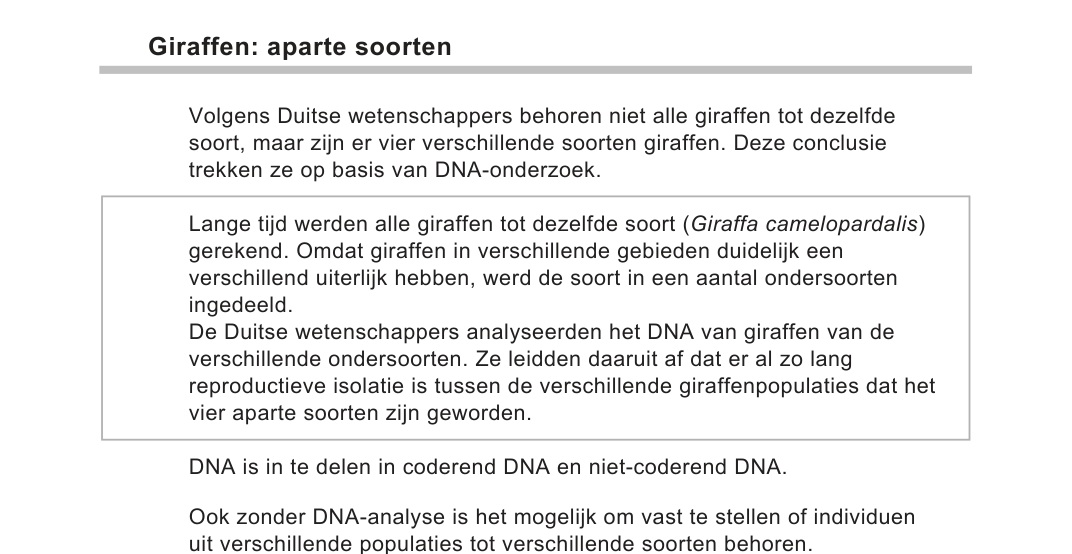 Giraffen: aparte soorten
Volgens Duitse wetenschappers behoren niet alle giraffen tot dezelfde
soort, maar zijn er vier verschillende soorten giraffen. Deze conclusie
trekken ze op basis van DNA-onderzoek.
Lange tijd werden alle giraffen tot dezelfde soort (Giraffa camelopardalis)
gerekend. Omdat giraffen in verschillende gebieden duidelijk een
verschillend uiterlijk hebben, werd de soort in een aantal ondersoorten
ingedeeld.
De Duitse wetenschappers analyseerden het DNA van giraffen van de
verschillende ondersoorten. Ze leidden daaruit af dat er al zo lang
reproductieve isolatie is tussen de verschillende giraffenpopulaties dat het
vier aparte soorten zijn geworden.
DNA is in te delen in coderend DNA en niet-coderend DNA.
Ook zonder DNA-analyse is het mogelijk om vast te stellen of individuen
uit verschillende populaties tot verschillende soorten behoren.